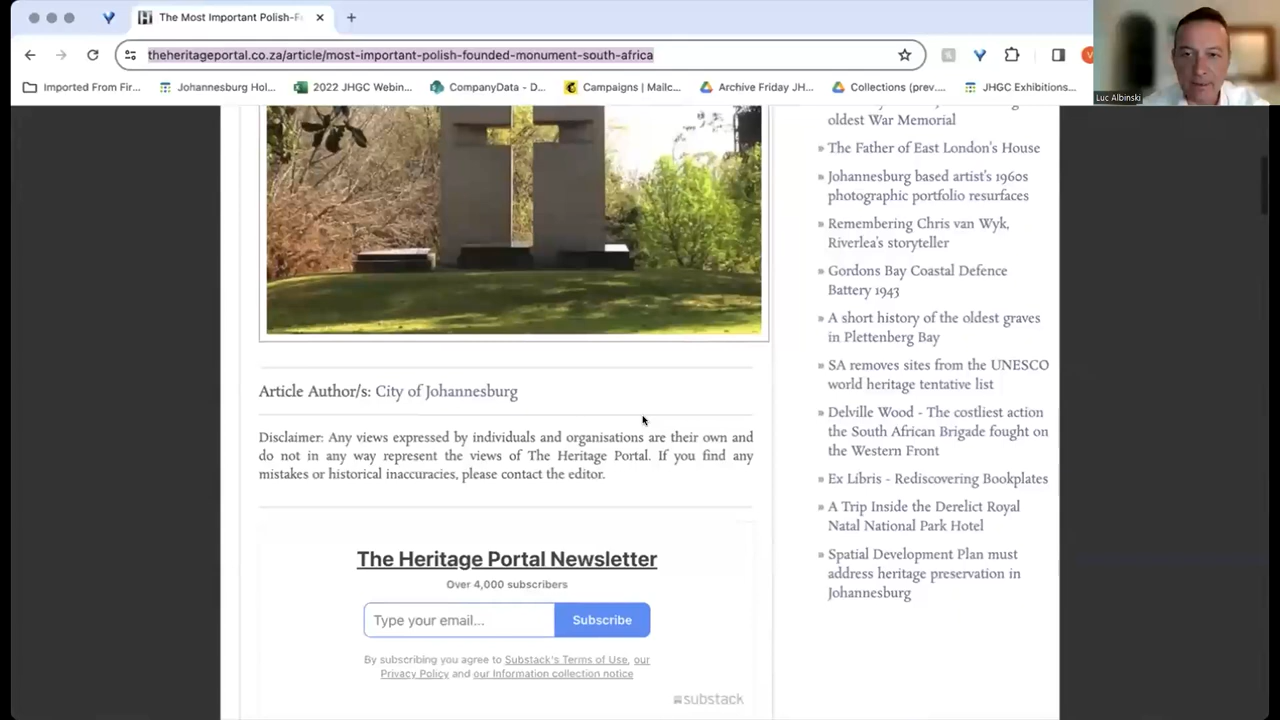 The Most Important Polish-F
theheritageportal.co.za/article/most-important-polish-founded-monument-south-africa
Imported From Fir...
Johannesburg Hol...
2022 JHGC Webin...
CompanyData - D...
Campaigns | Mailc...
Archive Friday JH...
Collections (prev....
JHGC Exhibitions...
Luc Albinski
oldest War Memorial
The Father of East London's House
Johannesburg based artist's 1960s
photographic portfolio resurfaces
Remembering Chris van Wyk,
Riverlea's storyteller
Gordons Bay Coastal Defence
Battery 1943
A short history of the oldest graves
in Plettenberg Bay
SA removes sites from the UNESCO
world heritage tentative list
Delville Wood - The costliest action
the South African Brigade fought on
the Western Front
Ex Libris - Rediscovering Bookplates
A Trip Inside the Derelict Royal
Natal National Park Hotel
Spatial Development Plan must
address heritage preservation in
Johannesburg
Article Author/s: City of Johannesburg
Disclaimer: Any views expressed by individuals and organisations are their own and
do not in any way represent the views of The Heritage Portal. If you find any
mistakes or historical inaccuracies, please contact the editor.
The Heritage Portal Newsletter
Over 4,000 subscribers
Type your email...
Subscribe
By subscribing you agree to Substack's Terms of Use, our
Privacy Policy and our Information collection notice
substack